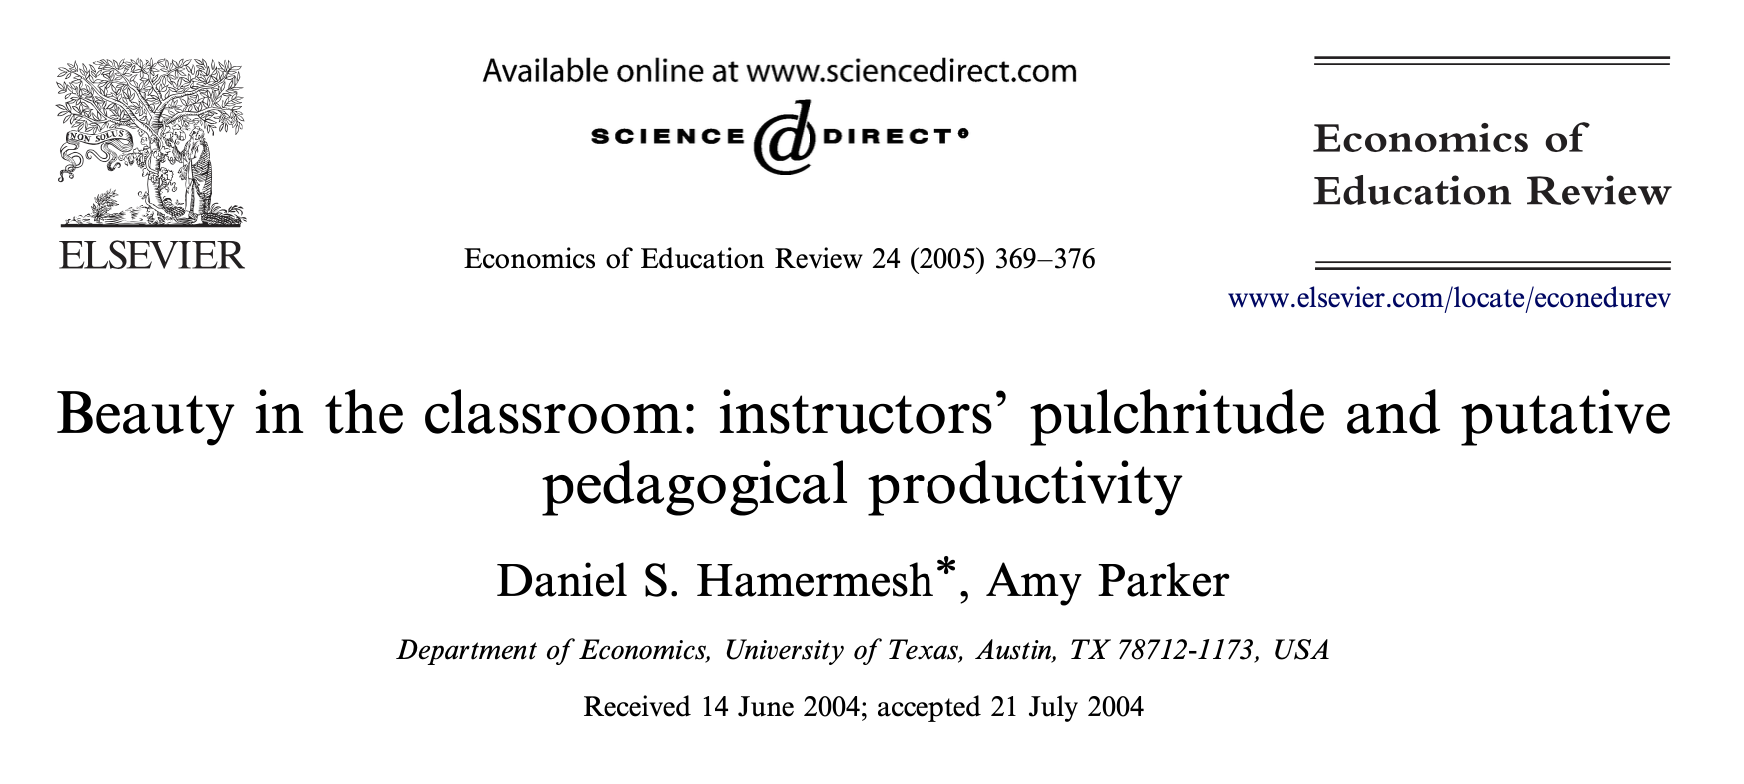 Available online at www.sciencedirect.com
SCIENCE @ DIRECT®
NON SOLUS
ELSEVIER
Economics of Education Review 24 (2005) 369–376
Economics of
Education Review
www.elsevier.com/locate/econedurev
Beauty in the classroom: instructors’ pulchritude and putative
pedagogical productivity
Daniel S. Hamermesh*, Amy Parker
Department of Economics, University of Texas, Austin, TX 78712-1173, USA
Received 14 June 2004; accepted 21 July 2004